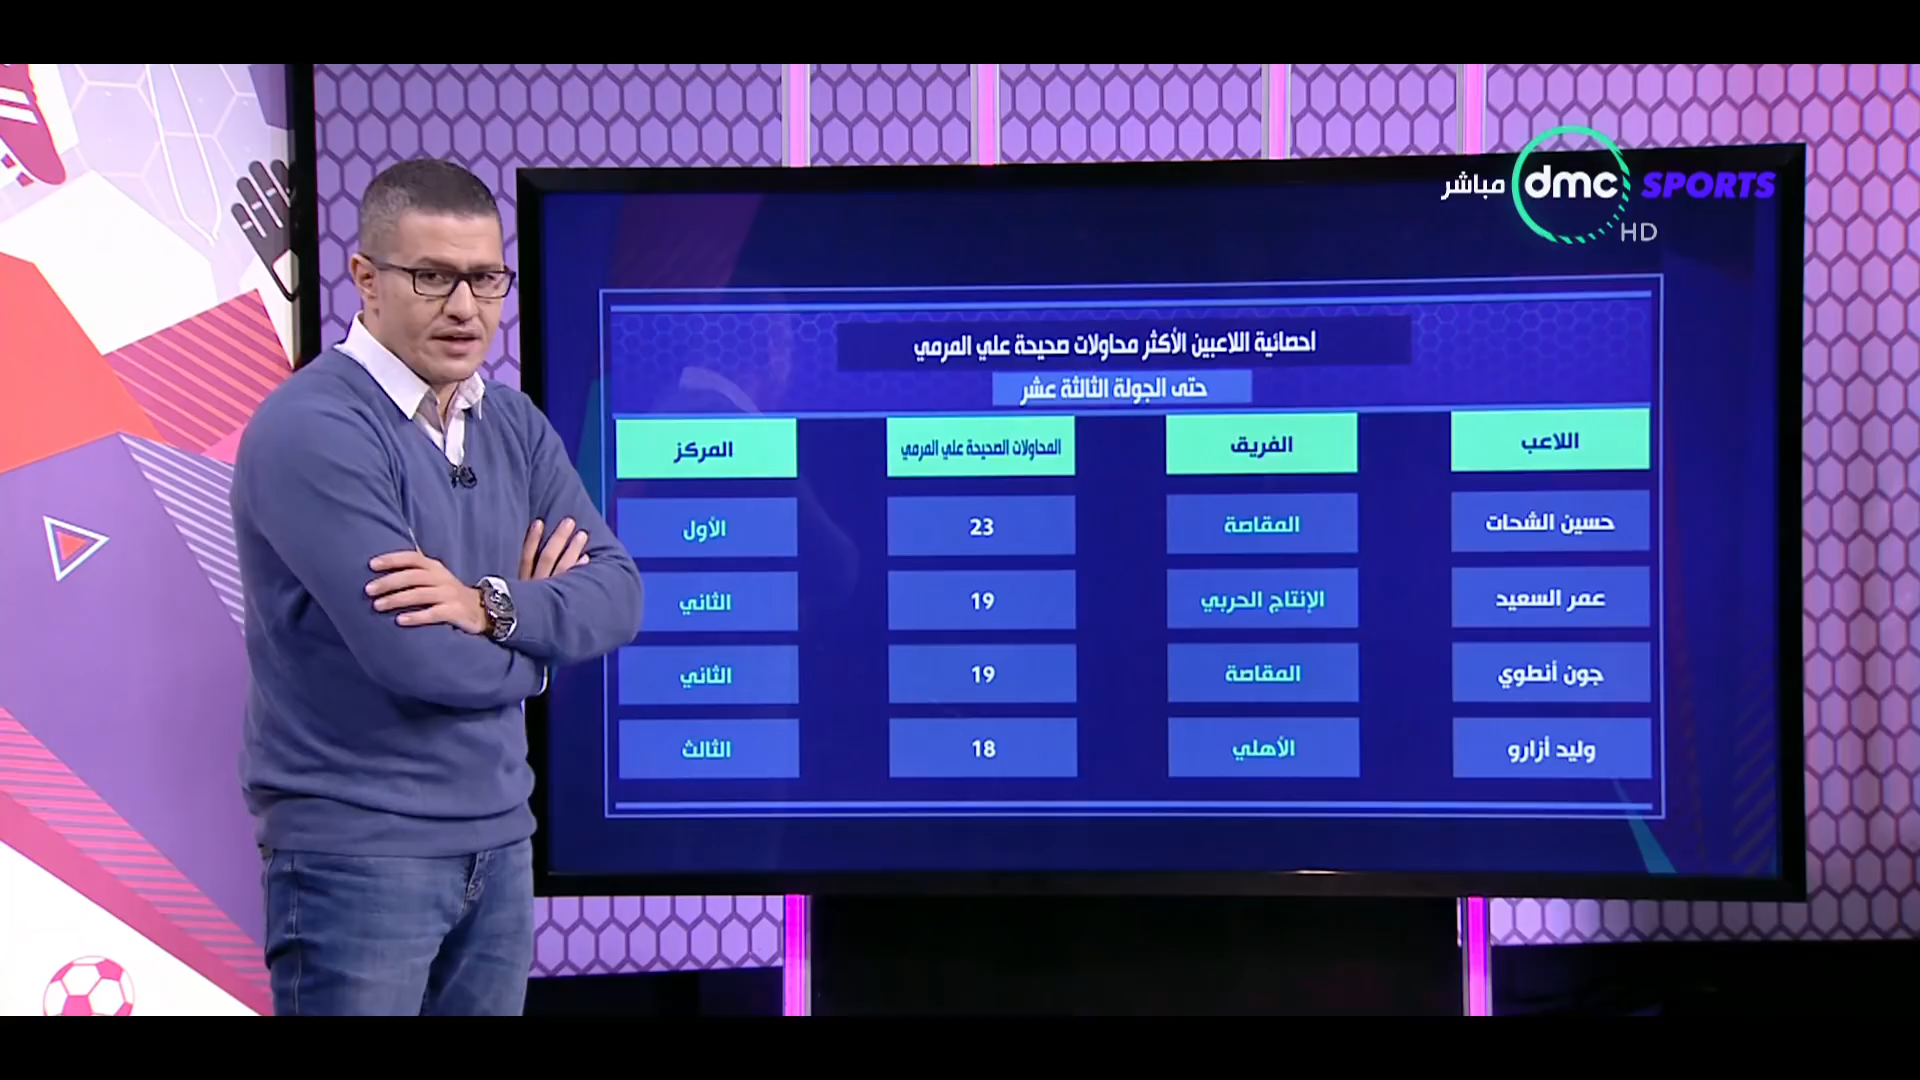 مباشر dmc SPORTS
HD
احصائية اللاعبين الأكثر محاولات صحيحة علي المرمي
حتى الجولة الثالثة عشر
اللاعب الفريق المحاولات الصحيحة علي المرمي المركز
حسين الشحات المقاصة 23 الأول
عمر السعيد الإنتاج الحربي 19 الثاني
جون أنطوي المقاصة 19 الثاني
وليد أزارو الأهلي 18 الثالث